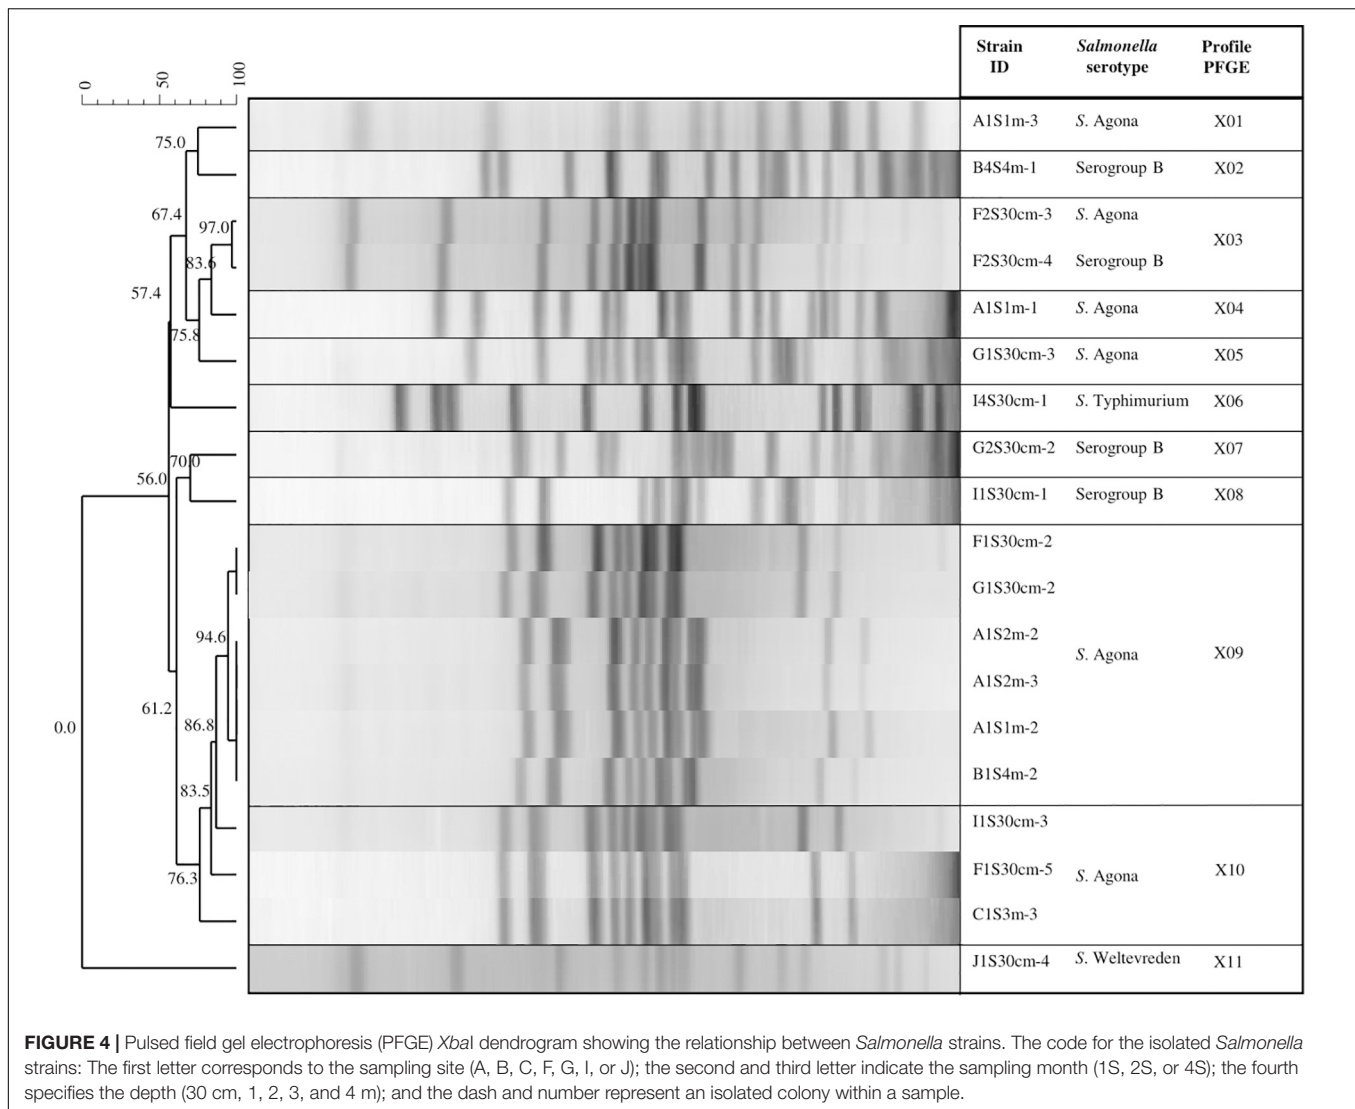 0
50
100
Strain ID
Salmonella serotype
Profile PFGE
A1S1m-3 S. Agona X01
75.0
B4S4m-1 Serogroup B X02
67.4
F2S30cm-3 S. Agona
97.0
X03
83.6
F2S30cm-4 Serogroup B
57.4
A1S1m-1 S. Agona X04
75.8
G1S30cm-3 S. Agona X05
I4S30cm-1 S. Typhimurium X06
G2S30cm-2 Serogroup B X07
70.0
56.0
I1S30cm-1 Serogroup B X08
F1S30cm-2
G1S30cm-2
94.6
A1S2m-2
S. Agona X09
A1S2m-3
61.2
86.8
A1S1m-2
0.0
B1S4m-2
83.5
I1S30cm-3
F1S30cm-5
S. Agona X10
76.3
C1S3m-3
J1S30cm-4 S. Weltevreden X11
FIGURE 4 | Pulsed field gel electrophoresis (PFGE) XbaI dendrogram showing the relationship between Salmonella strains. The code for the isolated Salmonella
strains: The first letter corresponds to the sampling site (A, B, C, F, G, I, or J); the second and third letter indicate the sampling month (1S, 2S, or 4S); the fourth
specifies the depth (30 cm, 1, 2, 3, and 4 m); and the dash and number represent an isolated colony within a sample.